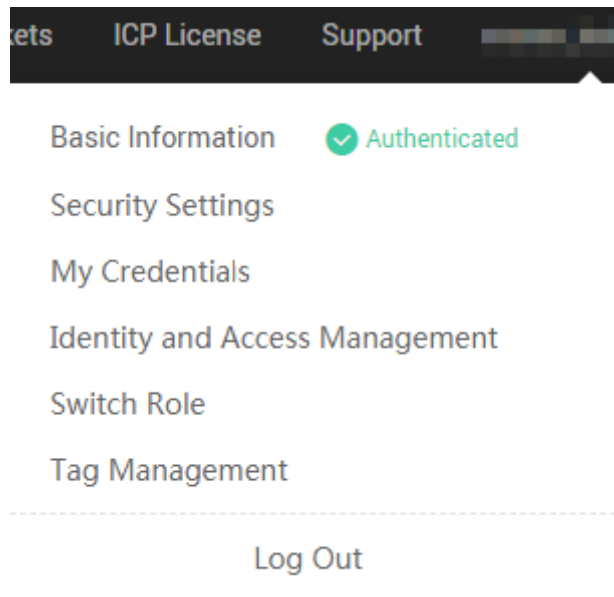 ICP License Support
Basic Information Authenticated
Security Settings
My Credentials
Identity and Access Management
Switch Role
Tag Management
Log Out